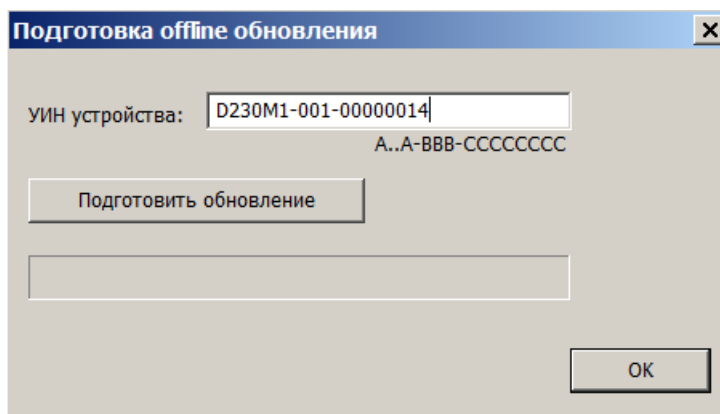 Подготовка offline обновления
УИН устройства: D230M1-001-00000014
A..A-BBB-CCCCCCCC
Подготовить обновление
OK